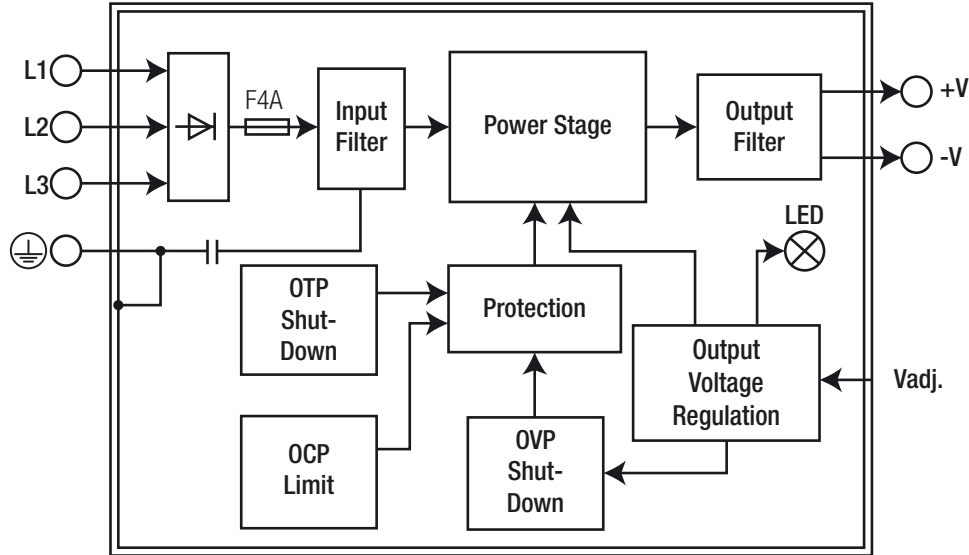 L1
L2
L3
F4A
Input
Filter
Power Stage
Output
Filter
+V
-V
LED
OTP
Shut-
Down
Protection
Output
Voltage
Regulation
Vadj.
OCP
Limit
OVP
Shut-
Down